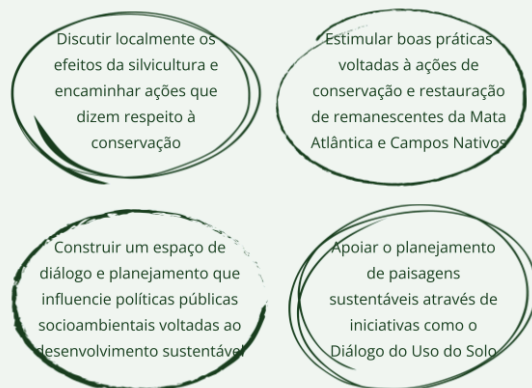 Discutir localmente os
efeitos da silvicultura e
encaminhar ações que
dizem respeito à
conservação
Estimular boas práticas
voltadas à ações de
conservação e restauração
de remanescentes da Mata
Atlântica e Campos Nativos
Construir um espaço de
diálogo e planejamento que
influencie políticas públicas
socioambientais voltadas ao
desenvolvimento sustentável
Apoiar o planejamento
de paisagens
sustentáveis através de
iniciativas como o
Diálogo do Uso do Solo